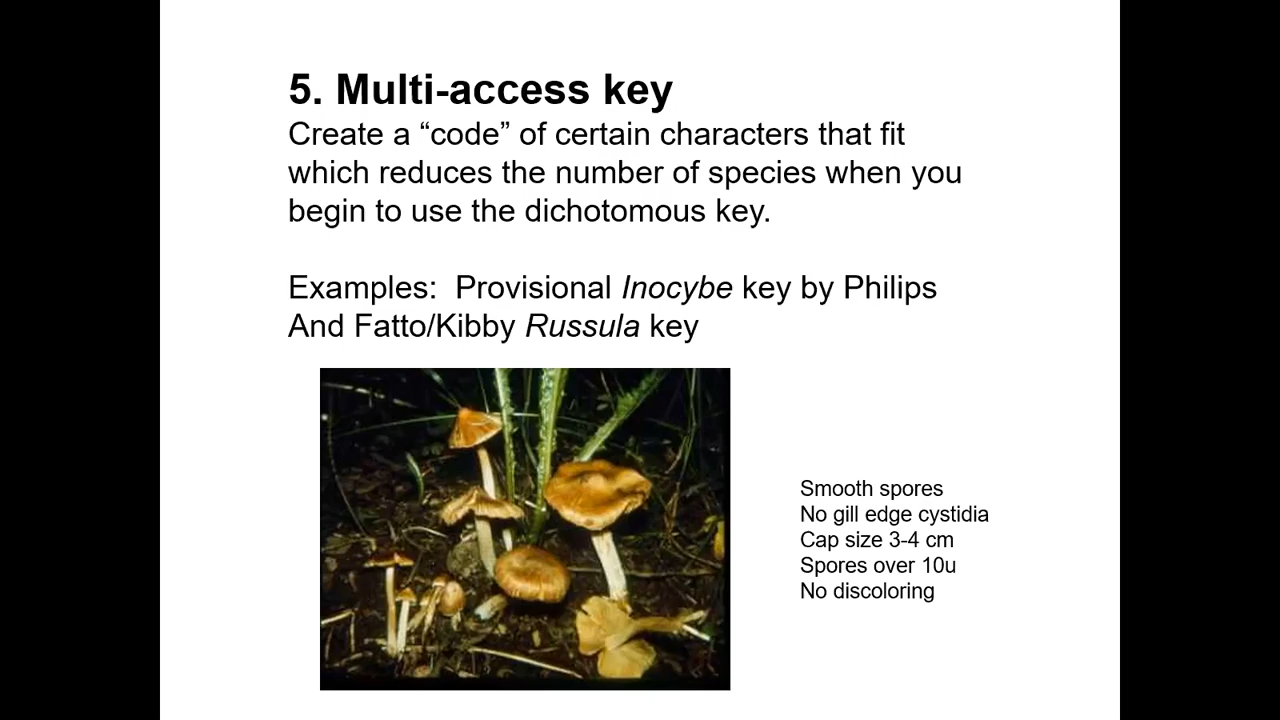 5. Multi-access key
Create a “code” of certain characters that fit
which reduces the number of species when you
begin to use the dichotomous key.
Examples:  Provisional Inocybe key by Philips
And Fatto/Kibby Russula key
Smooth spores
No gill edge cystidia
Cap size 3-4 cm
Spores over 10u
No discoloring